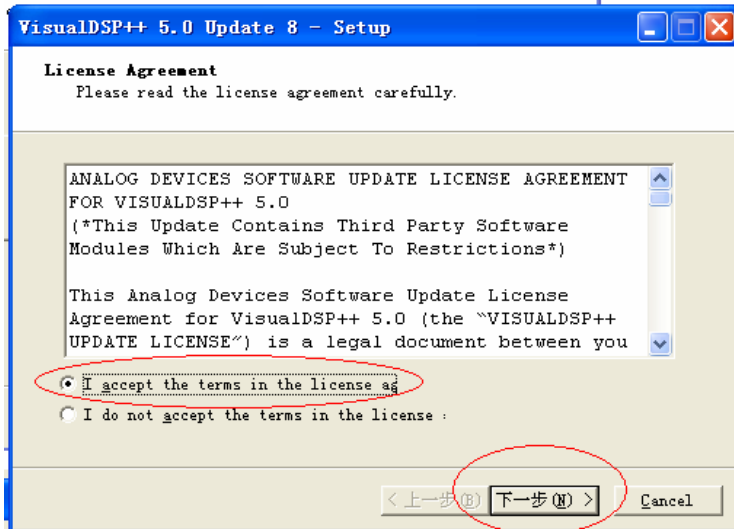 VisualDSP++ 5.0 Update 8 - Setup
License Agreement
Please read the license agreement carefully.
ANALOG DEVICES SOFTWARE UPDATE LICENSE AGREEMENT
FOR VISUALDSP++ 5.0
(*This Update Contains Third Party Software
Modules Which Are Subject To Restrictions*)
This Analog Devices Software Update License
Agreement for VisualDSP++ 5.0 (the "VISUALDSP++
UPDATE LICENSE") is a legal document between you
I accept the terms in the license ag
I do not accept the terms in the license :
< 上一步(B) 下一步(N) > Cancel